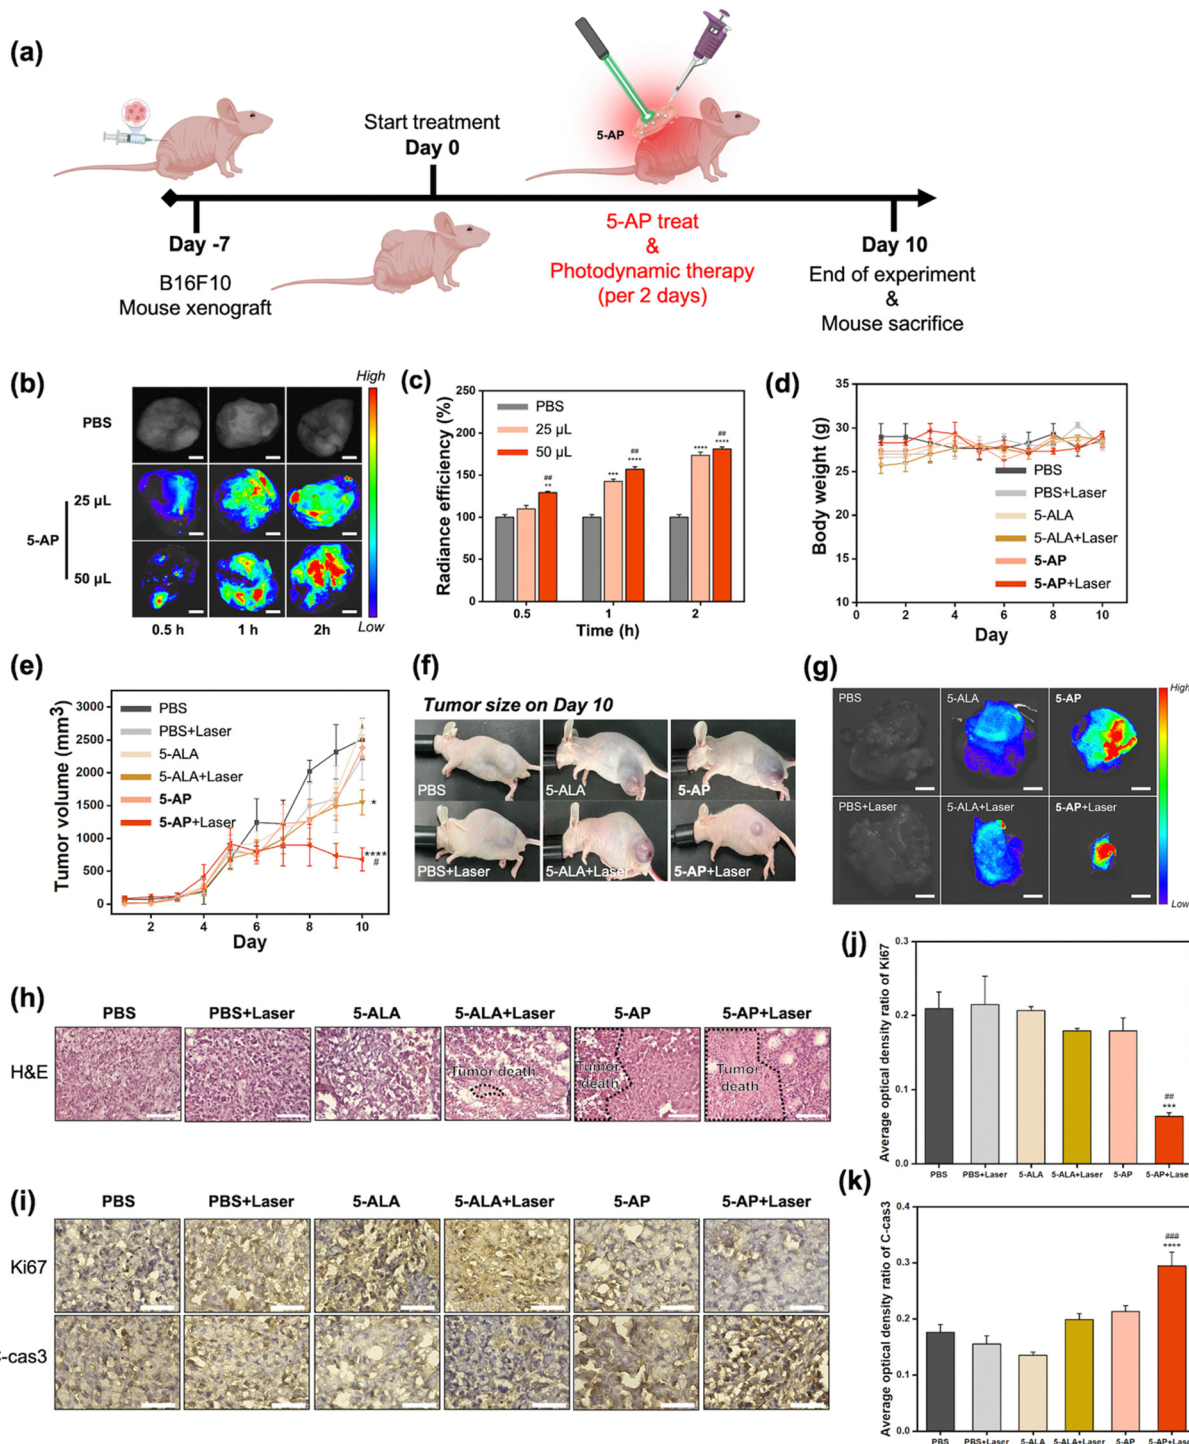 (a)
5-AP
Start treatment
Day 0
Day -7
B16F10
Mouse xenograft
5-AP treat
&
Photodynamic therapy
(per 2 days)
Day 10
End of experiment
&
Mouse sacrifice
(b)
High
PBS
25 μL
5-AP
50 μL
0.5 h
1 h
2h
Low
(c)
Radiance efficiency (%)
250
200
150
100
50
0
PBS
25 μL
50 μL
##
**
***
##
****
****
##
****
0.5
1
2
Time (h)
(d)
Body weight (g)
35
30
25
20
15
10
PBS
PBS+Laser
5-ALA
5-ALA+Laser
5-AP
5-AP+Laser
0
2
4
6
8
10
Day
(e)
Tumor volume (mm³)
3000
2500
2000
1500
1000
500
0
PBS
PBS+Laser
5-ALA
5-ALA+Laser
5-AP
5-AP+Laser
*
****
#
2
4
6
8
10
Day
(f)
Tumor size on Day 10
PBS
5-ALA
5-AP
PBS+Laser
5-ALA+Laser
5-AP+Laser
(g)
PBS
5-ALA
5-AP
High
PBS+Laser
5-ALA+Laser
5-AP+Laser
Low
(h)
PBS
PBS+Laser
5-ALA
5-ALA+Laser
5-AP
5-AP+Laser
H&E
Tumor death
Tumor
death
Tumor
death
(i)
PBS
PBS+Laser
5-ALA
5-ALA+Laser
5-AP
5-AP+Laser
Ki67
-cas3
(j)
Average optical density ratio of Ki67
0.3
0.2
0.1
0.0
##
***
PBS
PBS+Laser
5-ALA
5-ALA+Laser
5-AP
5-AP+Lase
(k)
Average optical density ratio of C-cas3
0.4
0.3
0.2
0.1
0.0
###
****
PBS
PBS+Laser
5-ALA
5-ALA+Laser
5-AP
5-AP+Lase